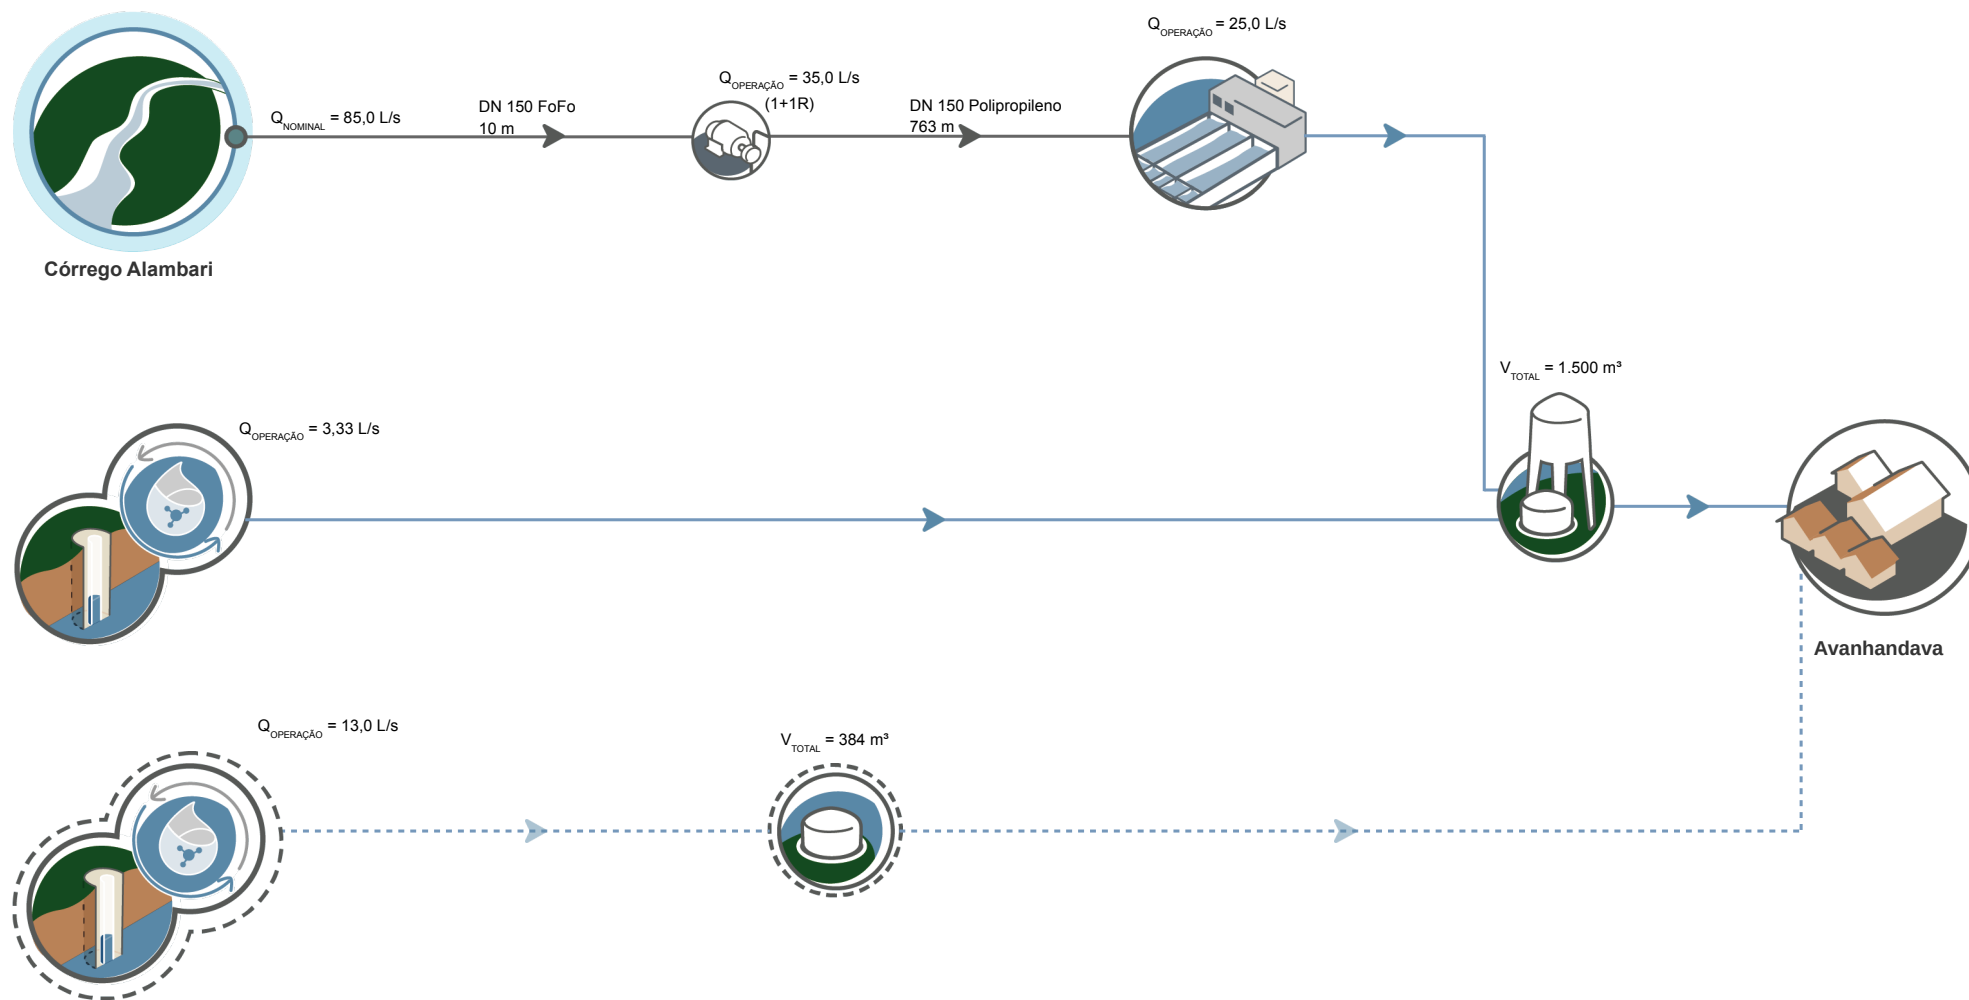 Q OPERAÇÃO = 25,0 L/s
Q OPERAÇÃO = 35,0 L/s
(1+1R)
Q NOMINAL = 85,0 L/s
DN 150 FoFo
10 m
DN 150 Polipropileno
763 m
Córrego Alambari
V TOTAL = 1.500 m³
Q OPERAÇÃO = 3,33 L/s
Avanhandava
Q OPERAÇÃO = 13,0 L/s
V TOTAL = 384 m³